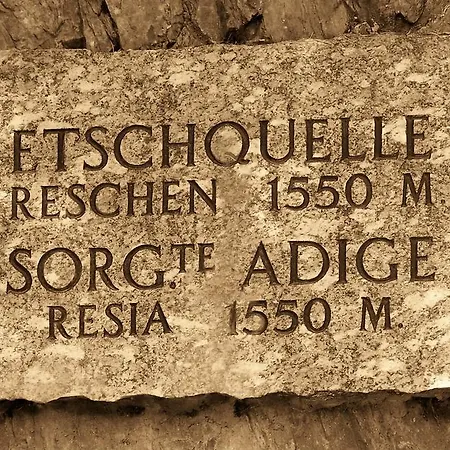 ETSCHQUELLE
RESCHEN 1550 M
SORG.TE ADIGE
RESIA 1550 M.